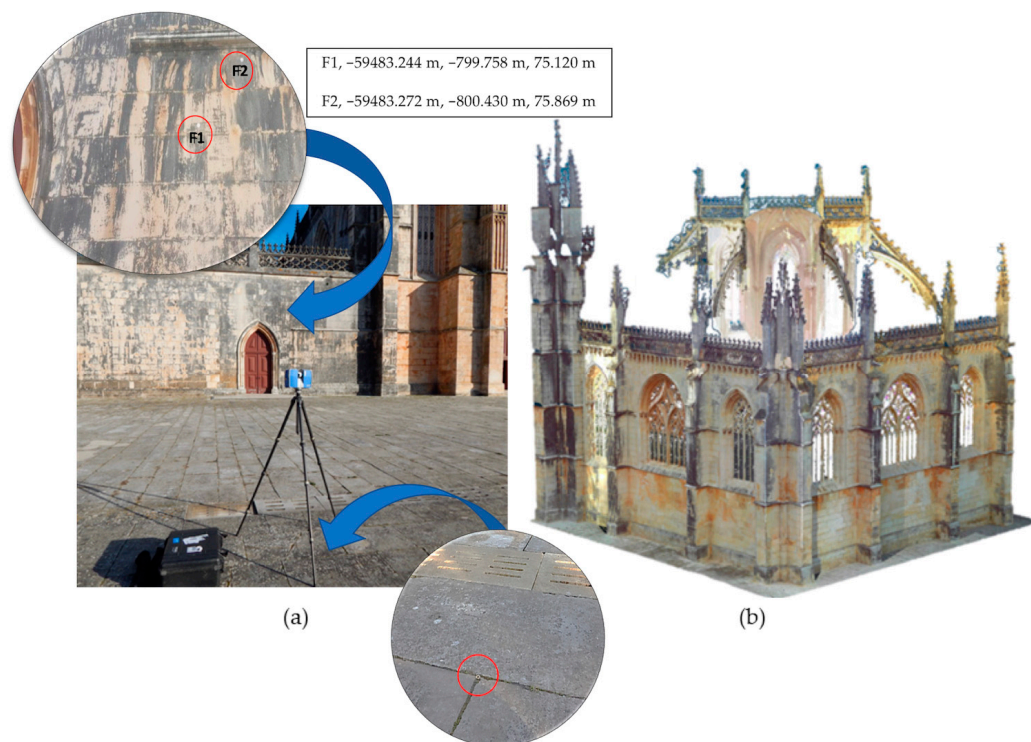 F2
F1
F1, −59483.244 m, −799.758 m, 75.120 m
F2, −59483.272 m, −800.430 m, 75.869 m
(a)
(b)